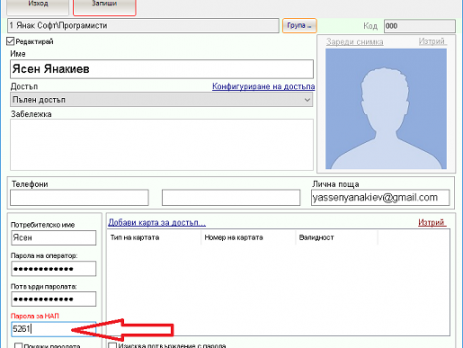 Изход
Запиши
1 Янак Софт\Програмисти
Група ..
Код
000
Редактирай
Зареди снимка
Изтрий
Име
Ясен Янакиев
Достъп
Конфигуриране на достъпа
Пълен достъп
Забележка
Телефони
Лична поща
yassenyanakiev@gmail.com
Потребителско име
Ясен
Добави карта за достъп...
Изтрий
Тип на картата
Номер на картата
Валидност
Парола на оператор:
●●●●●●●●●●●●
Потвърди паролата:
●●●●●●●●●●●●
Парола за НАП
5261
Покажи паролата
Изисква потвърждение с парола